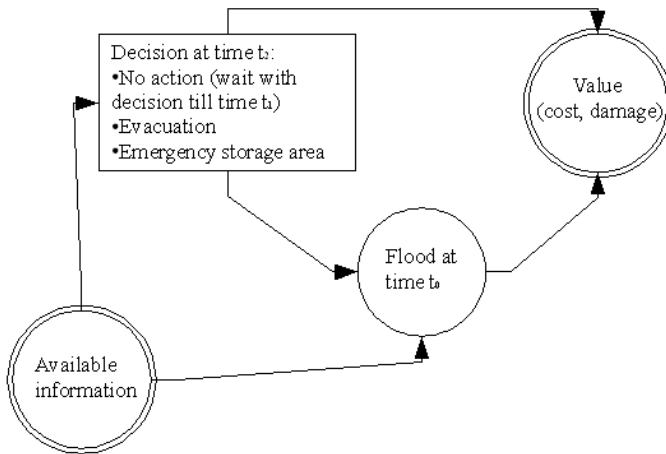 Decision at time t₂:
•No action (wait with
decision till time t₁)
•Evacuation
•Emergency storage area
Value
(cost, damage)
Flood at
time t₀
Available
information